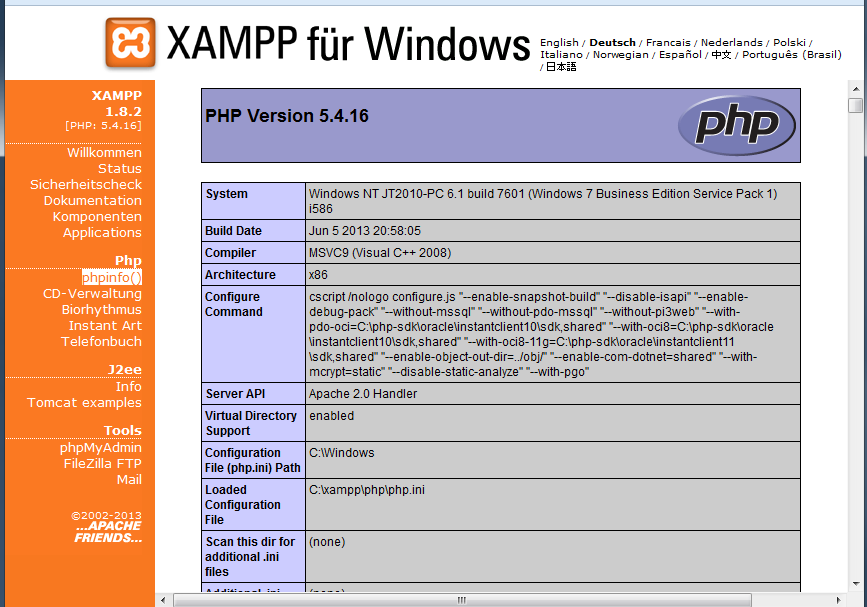 XAMPP für Windows
English / Deutsch / Francais / Nederlands / Polski /
Italiano / Norwegian / Español / 中文 / Português (Brasil)
/ 日本語
XAMPP
1.8.2
[PHP: 5.4.16]
Willkommen
Status
Sicherheitscheck
Dokumentation
Komponenten
Applications
Php
phpinfo()
CD-Verwaltung
Biorhythmus
Instant Art
Telefonbuch
J2ee
Info
Tomcat examples
Tools
phpMyAdmin
FileZilla FTP
Mail
©2002-2013
...APACHE
FRIENDS...
PHP Version 5.4.16
php
System
Windows NT JT2010-PC 6.1 build 7601 (Windows 7 Business Edition Service Pack 1)
i586
Build Date
Jun 5 2013 20:58:05
Compiler
MSVC9 (Visual C++ 2008)
Architecture
x86
Configure
Command
cscript /nologo configure.js "--enable-snapshot-build" "--disable-isapi" "--enable-
debug-pack" "--without-mssql" "--without-pdo-mssql" "--without-pi3web" "--with-
pdo-oci=C:\php-sdk\oracle\instantclient10\sdk,shared" "--with-oci8=C:\php-sdk\oracle
\instantclient10\sdk,shared" "--with-oci8-11g=C:\php-sdk\oracle\instantclient11
\sdk,shared" "--enable-object-out-dir=../obj/" "--enable-com-dotnet=shared" "--with-
mcrypt=static" "--disable-static-analyze" "--with-pgo"
Server API
Apache 2.0 Handler
Virtual Directory
Support
enabled
Configuration
File (php.ini) Path
C:\Windows
Loaded
Configuration
File
C:\xampp\php\php.ini
Scan this dir for
additional .ini
files
(none)
Additional .ini
(none)